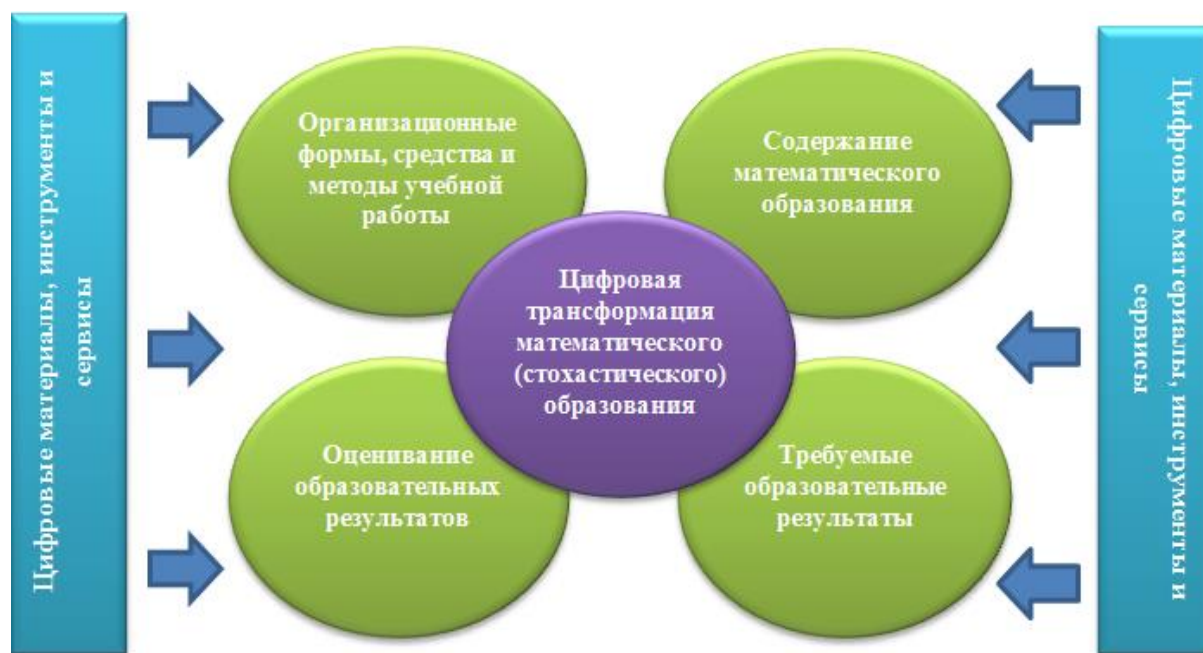 Цифровые материалы, инструменты и
сервисы
Организационные
формы, средства и
методы учебной
работы
Содержание
математического
образования
Цифровая
трансформация
математического
(стохастического)
образования
Оценивание
образовательных
результатов
Требуемые
образовательные
результаты
Цифровые материалы, инструменты и
сервисы